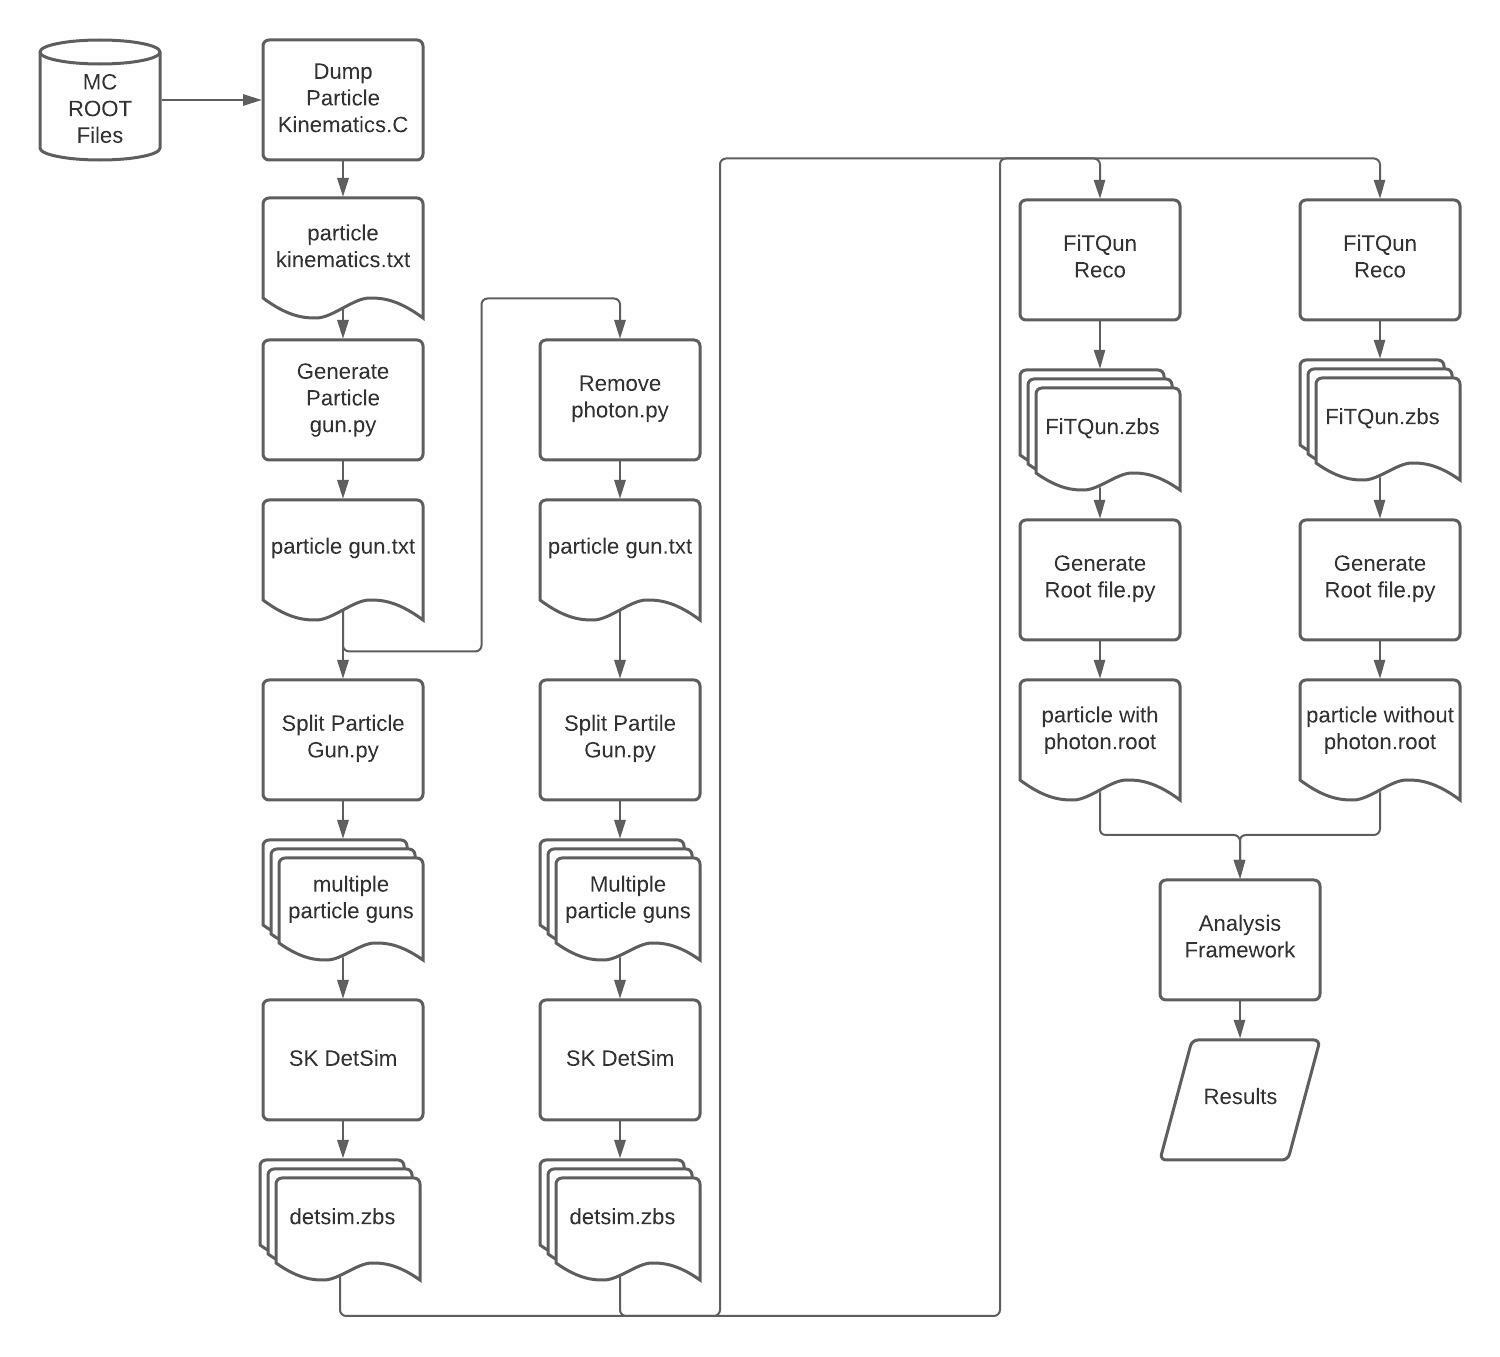 MC
ROOT
Files
Dump
Particle
Kinematics.C
particle
kinematics.txt
Generate
Particle
gun.py
particle gun.txt
Split Particle
Gun.py
multiple
particle guns
SK DetSim
detsim.zbs
Remove
photon.py
particle gun.txt
Split Partile
Gun.py
Multiple
particle guns
SK DetSim
detsim.zbs
FiTQun
Reco
FiTQun.zbs
Generate
Root file.py
particle with
photon.root
FiTQun
Reco
FiTQun.zbs
Generate
Root file.py
particle without
photon.root
Analysis
Framework
Results